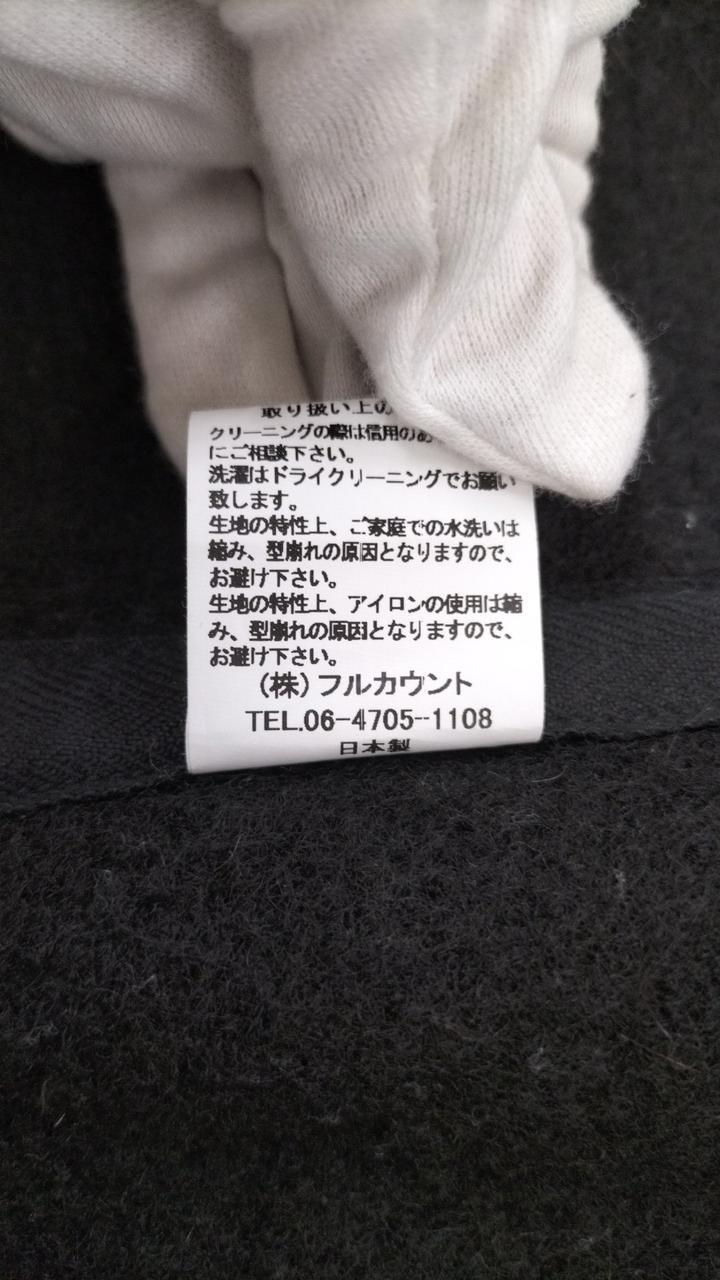 取り扱い上の
クリーニングの際は信用のあ
にご相談下さい。
洗濯はドライクリーニングでお願い
致します。
生地の特性上、ご家庭での水洗いは
縮み、型崩れの原因となりますので、
お避け下さい。
生地の特性上、アイロンの使用は縮
み、型崩れの原因となりますので、
お避け下さい。
(株)フルカウント
TEL.06-4705-1108
日本製